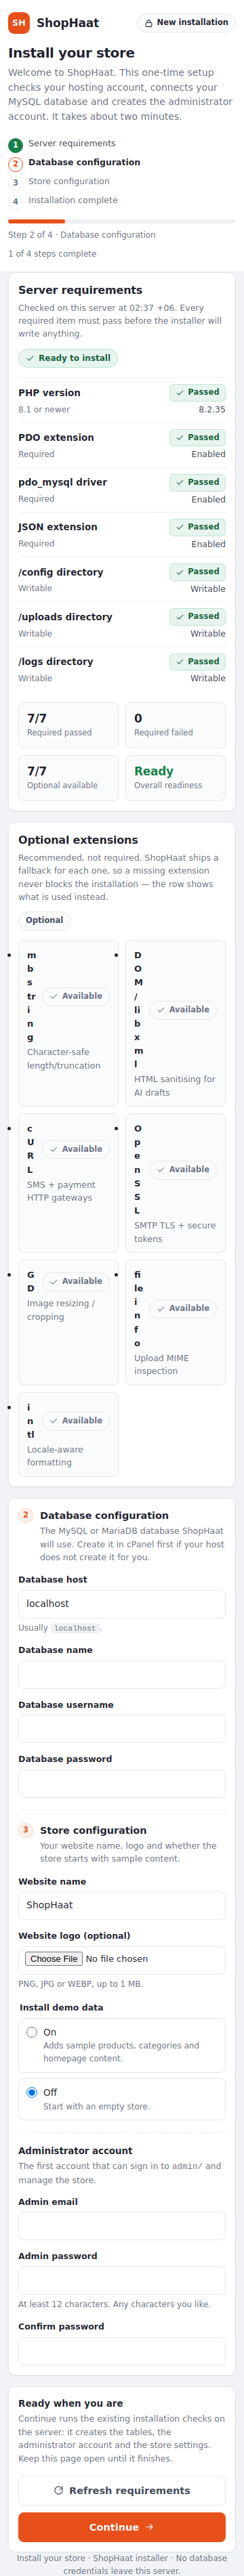 SH ShopHaat New installation
Install your store
Welcome to ShopHaat. This one-time setup
checks your hosting account, connects your
MySQL database and creates the administrator
account. It takes about two minutes.
1 Server requirements
2 Database configuration
3 Store configuration
4 Installation complete
Step 2 of 4 · Database configuration
1 of 4 steps complete
Server requirements
Checked on this server at 02:37 +06. Every
required item must pass before the installer will
write anything.
Ready to install
PHP version Passed
8.1 or newer 8.2.35
PDO extension Passed
Required Enabled
pdo_mysql driver Passed
Required Enabled
JSON extension Passed
Required Enabled
/config directory Passed
Writable Writable
/uploads directory Passed
Writable Writable
/logs directory Passed
Writable Writable
7/7
Required passed
0
Required failed
7/7
Optional available
Ready
Overall readiness
Optional extensions
Recommended, not required. ShopHaat ships a
fallback for each one, so a missing extension
never blocks the installation — the row shows
what is used instead.
Optional
m
b
s
tr
i
n
g
Available
Character-safe
length/truncation
D
O
M
/
li
b
x
m
l
Available
HTML sanitising for
AI drafts
c
U
R
L
Available
SMS + payment
HTTP gateways
O
p
e
n
S
S
L
Available
SMTP TLS + secure
tokens
G
D
Available
Image resizing /
cropping
fi
le
i
n
f
o
Available
Upload MIME
inspection
i
n
tl
Available
Locale-aware
formatting
2 Database configuration
The MySQL or MariaDB database ShopHaat
will use. Create it in cPanel first if your host
does not create it for you.
Database host
localhost
Usually localhost.
Database name
Database username
Database password
3 Store configuration
Your website name, logo and whether the
store starts with sample content.
Website name
ShopHaat
Website logo (optional)
Choose File No file chosen
PNG, JPG or WEBP, up to 1 MB.
Install demo data
On
Adds sample products, categories and
homepage content.
Off
Start with an empty store.
Administrator account
The first account that can sign in to admin/ and
manage the store.
Admin email
Admin password
At least 12 characters. Any characters you like.
Confirm password
Ready when you are
Continue runs the existing installation checks on
the server: it creates the tables, the
administrator account and the store settings.
Keep this page open until it finishes.
Refresh requirements
Continue →
Install your store · ShopHaat installer · No database
credentials leave this server.